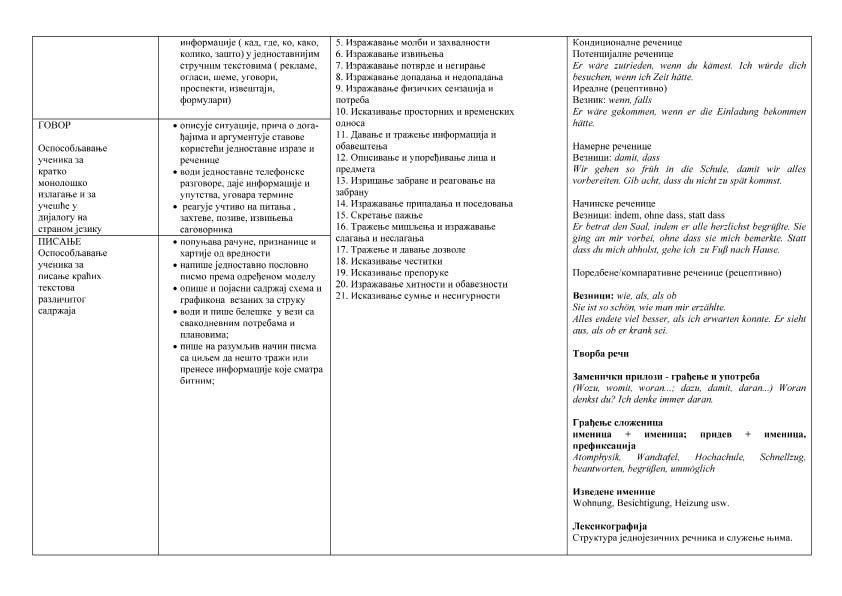 информације ( кад, где, ко, како,
колико, зашто) у једноставнијим
стручним текстовима ( рекламе,
огласи, шеме, уговори,
проспекти, извештаји,
формулари)
ГОВОР
Оспособљавање
ученика за
кратко
монолошко
излагање и за
учешће у
дијалогу на
страном језику
• описује ситуације, прича о дога-
ђајима и аргументује ставове
користећи једноставне изразе и
реченице
• води једноставне телефонске
разговоре, даје информације и
упутства, уговара термине
• реагује учтиво на питања ,
захтеве, позиве, извињења
саговорника
ПИСАЊЕ
Оспособљавање
ученика за
писање краћих
текстова
различитог
садржаја
• попуњава рачуне, признанице и
хартије од вредности
• напише једноставно пословно
писмо према одређеном моделу
• опише и појасни садржај схема и
графикона везаних за струку
• води и пише белешке у вези са
свакодневним потребама и
плановима;
• пише на разумљив начин писма
са циљем да нешто тражи или
пренесе информације које сматра
битним;
5. Изражавање молби и захвалности
6. Изражавање извињења
7. Изражавање потврде и негирање
8. Изражавање допадања и недопадања
9. Изражавање физичких сензација и
потреба
10. Исказивање просторних и временских
односа
11. Давање и тражење информација и
обавештења
12. Описивање и упоређивање лица и
предмета
13. Изрицање забране и реаговање на
забрану
14. Изражавање припадања и поседовања
15. Скретање пажње
16. Тражење мишљења и изражавање
слагања и неслагања
17. Тражење и давање дозволе
18. Исказивање честитки
19. Исказивање препоруке
20. Изражавање хитности и обавезности
21. Исказивање сумње и несигурности
Кондиционалне реченице
Потенцијалне реченице
Er wäre zufrieden, wenn du kämest. Ich würde dich
besuchen, wenn ich Zeit hätte.
Иреалне (рецептивно)
Везник: wenn, falls
Er wäre gekommen, wenn er die Einladung bekommen
hätte.
Намерне реченице
Везници: damit, dass
Wir gehen so früh in die Schule, damit wir alles
vorbereiten. Gib acht, dass du nicht zu spät kommst.
Начинске реченице
Везници: indem, ohne dass, statt dass
Er betrat den Saal, indem er alle herzlichst begrüßte. Sie
ging an mir vorbei, ohne dass sie mich bemerkte. Statt
dass du mich abholst, gehe ich zu Fuß nach Hause.
Поредбене/компаративне реченице (рецептивно)
Везници: wie, als, als ob
Sie ist so schön, wie man mir erzählte.
Alles endete viel besser, als ich erwarten konnte. Er sieht
aus, als ob er krank sei.
Творба речи
Заменички прилози - грађење и употреба
(Wozu, womit, woran...; dazu, damit, daran...) Woran
denkst du? Ich denke immer daran.
Грађење сложеница
именица + именица; придев + именица,
префиксација
Atomphysik, Wandtafel, Hochachule, Schnellzug,
beantworten, begrüßen, ummöglich
Изведене именице
Wohnung, Besichtigung, Heizung usw.
Лексикографија
Структура једнојезичних речника и служење њима.